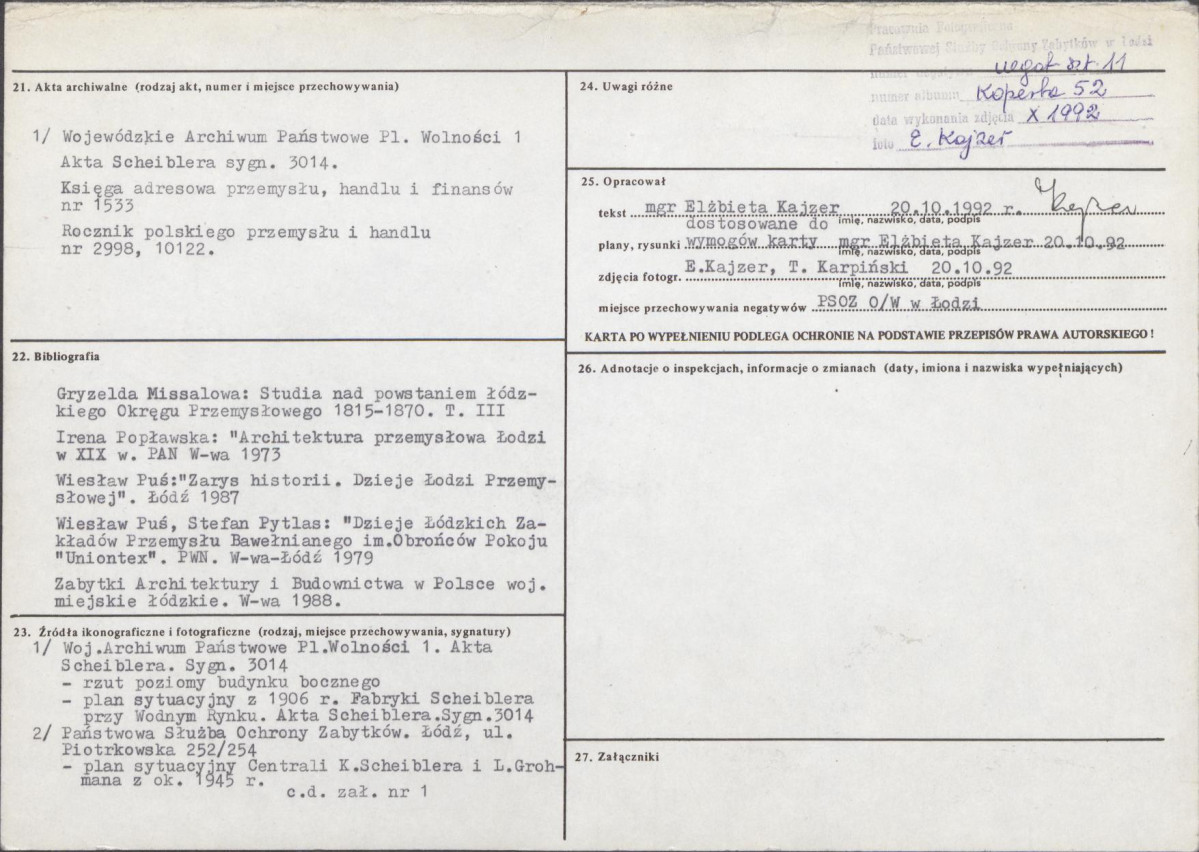 21. Akta archiwalne (rodzaj akt, numer i miejsce przechowywania)
1/ Wojewódzkie Archiwum Państwowe Pl. Wolności 1
Akta Scheiblera sygn. 3014.
Księga adresowa przemysłu, handlu i finansów
nr 1533
Rocznik polskiego przemysłu i handlu
nr 2998, 10122.
22. Bibliografia
Gryzelda Missalowa: Studia nad powstaniem łódz-
kiego Okręgu Przemysłowego 1815-1870. T. III
Irena Popławska: "Architektura przemysłowa Łodzi
w XIX w. PAN W-wa 1973
Wiesław Puś:"Zarys historii. Dzieje Łodzi Przemy-
słowej". Łódź 1987
Wiesław Puś, Stefan Pytlas: "Dzieje Łódzkich Za-
kładów Przemysłu Bawełnianego im.Obrońców Pokoju
"Uniontex". PWN. W-wa-Łódź 1979
Zabytki Architektury i Budownictwa w Polsce woj.
miejskie łódzkie. W-wa 1988.
23. Źródła ikonograficzne i fotograficzne (rodzaj, miejsce przechowywania, sygnatury)
1/ Woj.Archiwum Państwowe Pl.Wolności 1. Akta
Scheiblera. Sygn. 3014
- rzut poziomy budynku bocznego
- plan sytuacyjny z 1906 r. Fabryki Scheiblera
przy Wodnym Rynku. Akta Scheiblera.Sygn.3014
2/ Państwowa Służba Ochrony Zabytków. Łódź, ul.
Piotrkowska 252/254
- plan sytuacyjny Centrali K.Scheiblera i L.Groh-
mana z ok. 1945 r.
c.d. zał. nr 1
Pracownia Fotograficzna
Państwowej Służby Ochrony Zabytków w Łodzi
negat szt. 11
24. Uwagi różne
numer albumu Koperta 52
data wykonania zdjęcia X 1992
foto E. Kajzer
25. Opracował
tekst mgr Elżbieta Kajzer 20.10.1992 r. Kajzer
imię, nazwisko, data, podpis
dostosowane do
plany, rysunki wymogów karty mgr Elżbieta Kajzer 20.10.92
imię, nazwisko, data, podpis
zdjęcia fotogr. E.Kajzer, T. Karpiński 20.10.92
imię, nazwisko, data, podpis
miejsce przechowywania negatywów PSOZ O/W w Łodzi
KARTA PO WYPEŁNIENIU PODLEGA OCHRONIE NA PODSTAWIE PRZEPISÓW PRAWA AUTORSKIEGO !
26. Adnotacje o inspekcjach, informacje o zmianach (daty, imiona i nazwiska wypełniających)
27. Załączniki